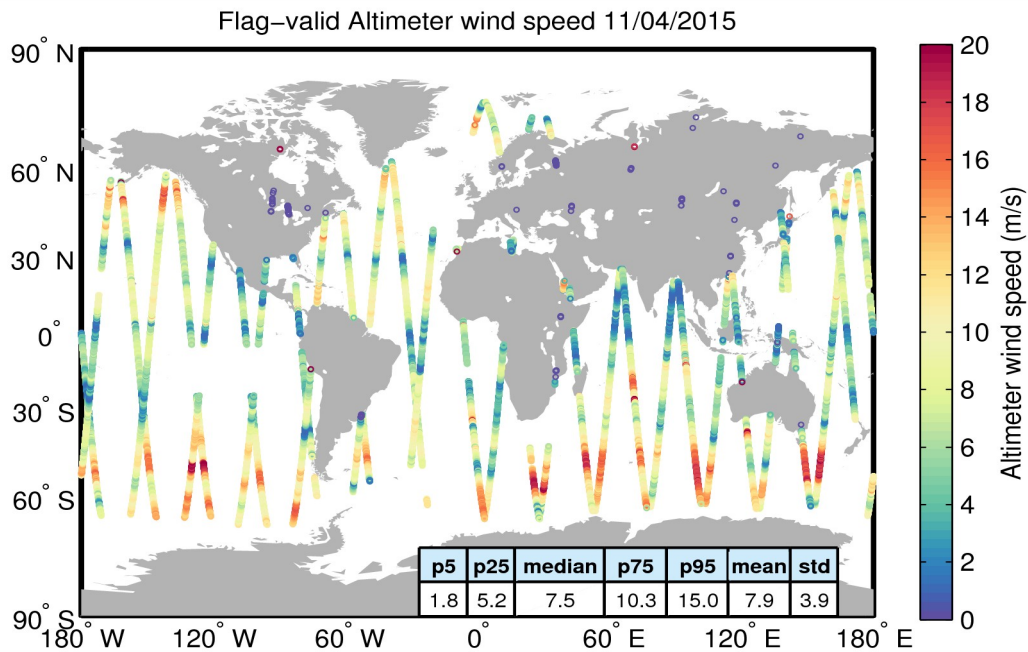 Flag−valid Altimeter wind speed 11/04/2015
90° N
60° N
30° N
0°
30° S
60° S
90° S
180° W
120° W
60° W
0°
60° E
120° E
180° E
p5 p25 median p75 p95 mean std
1.8 5.2 7.5 10.3 15.0 7.9 3.9
20
18
16
14
12
10
8
6
4
2
0
Altimeter wind speed (m/s)